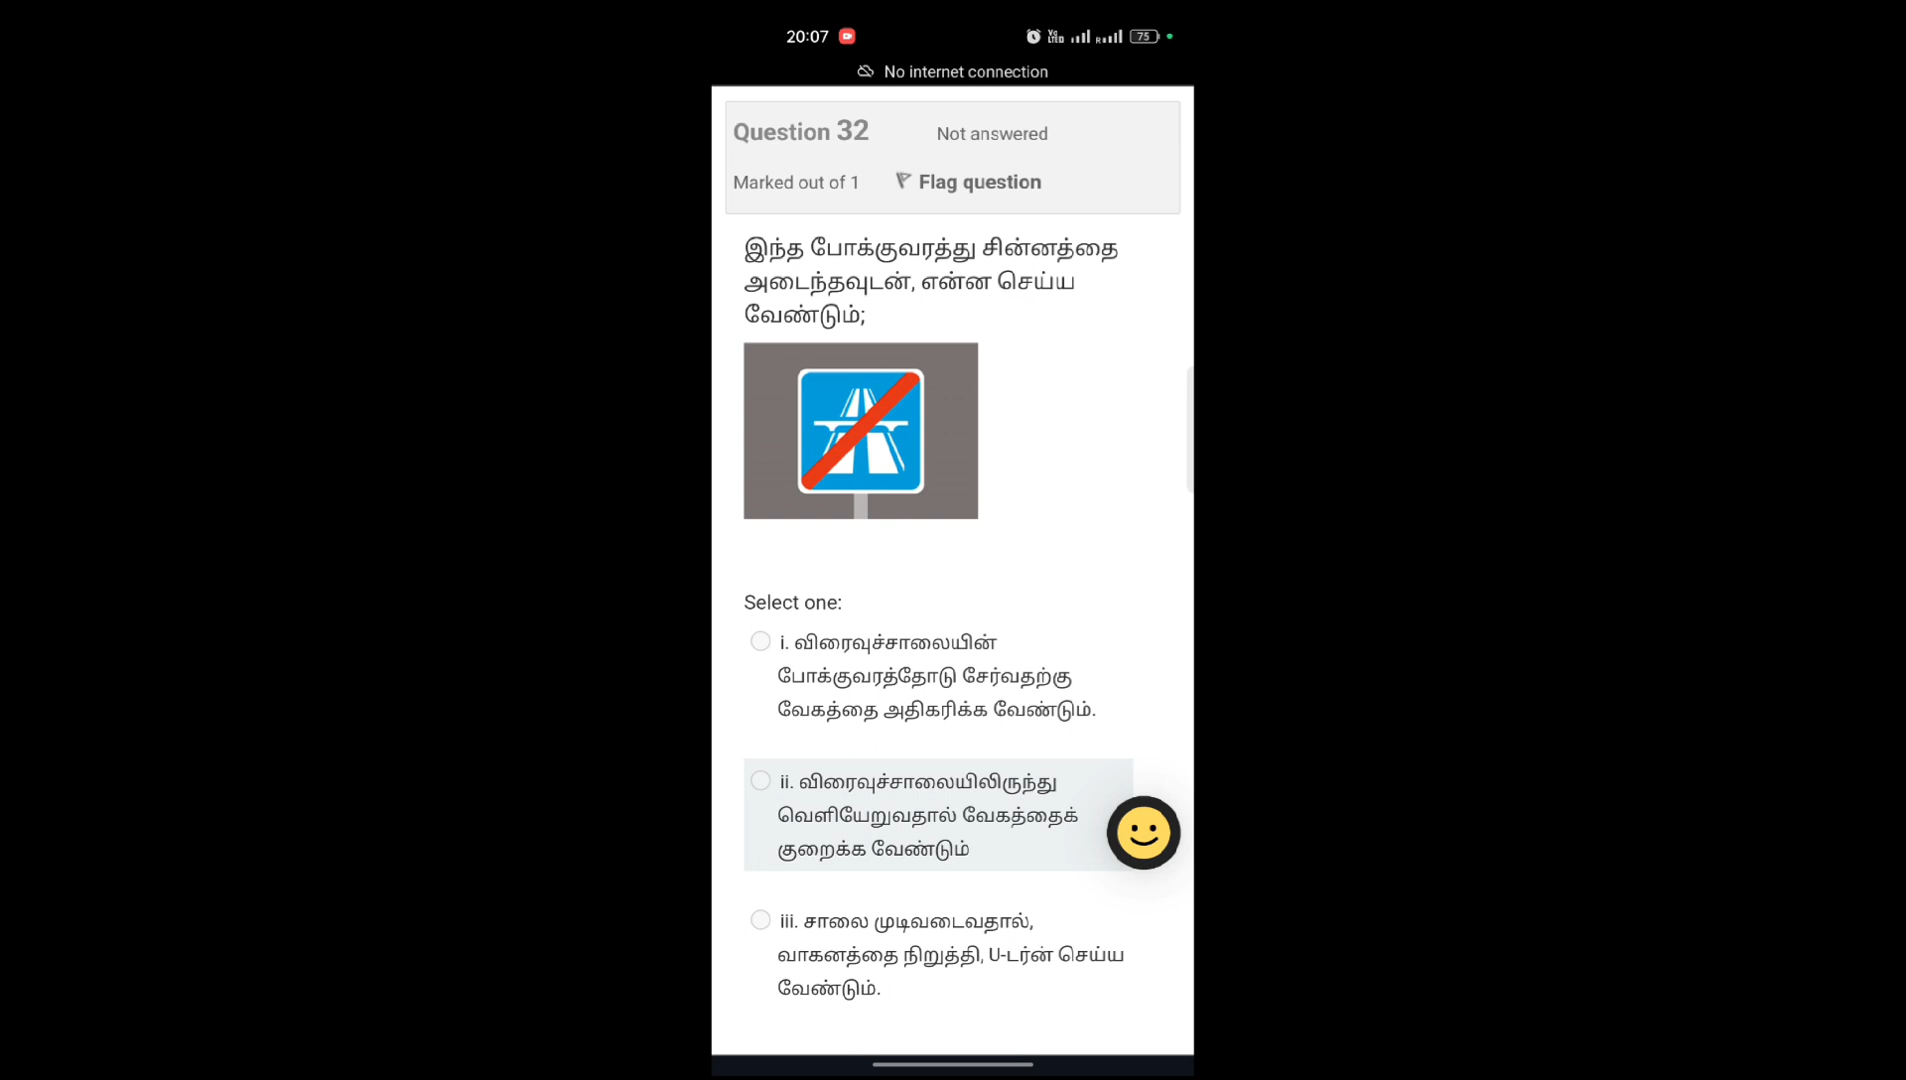 20:07
75
No internet connection
Question 32 Not answered
Marked out of 1 Flag question
இந்த போக்குவரத்து சின்னத்தை
அடைந்தவுடன், என்ன செய்ய
வேண்டும்;
Select one:
i. விரைவுச்சாலையின்
போக்குவரத்தோடு சேர்வதற்கு
வேகத்தை அதிகரிக்க வேண்டும்.
ii. விரைவுச்சாலையிலிருந்து
வெளியேறுவதால் வேகத்தைக்
குறைக்க வேண்டும்
iii. சாலை முடிவடைவதால்,
வாகனத்தை நிறுத்தி, U-டர்ன் செய்ய
வேண்டும்.